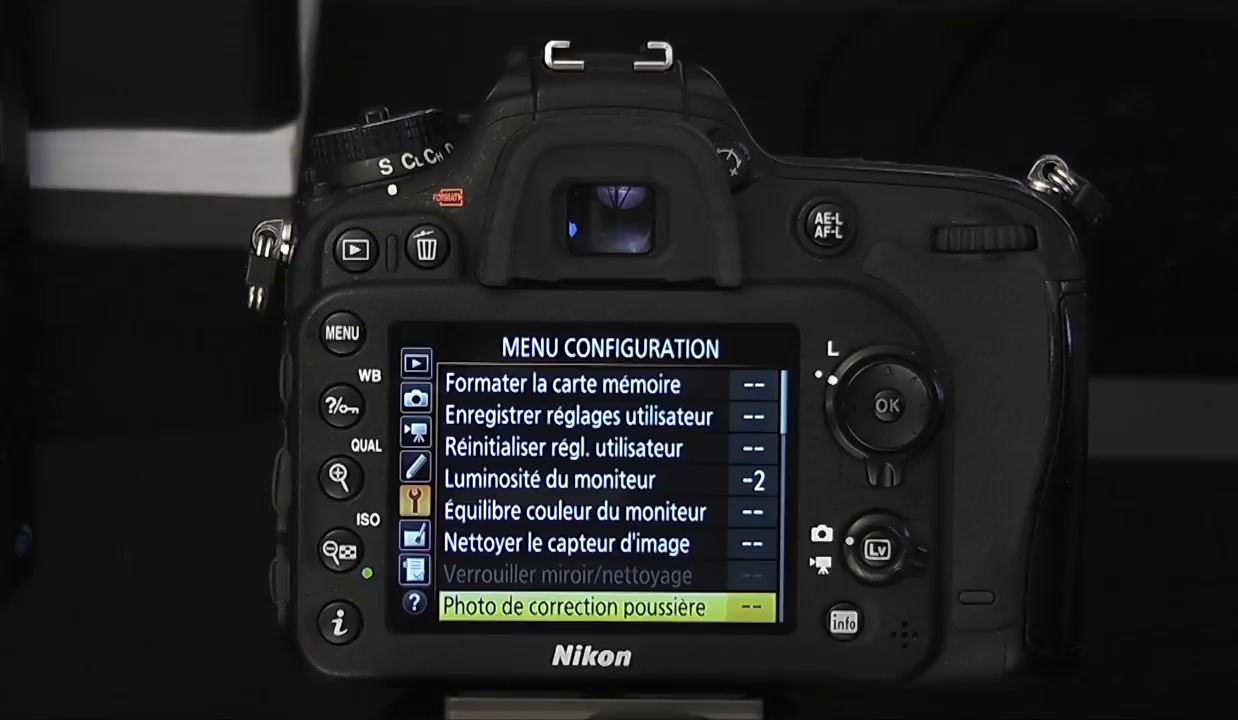 S CL CH
FORMAT
AE-L
AF-L
MENU
WB
?/
QUAL
ISO
i
MENU CONFIGURATION
Formater la carte mémoire --
Enregistrer réglages utilisateur --
Réinitialiser régl. utilisateur --
Luminosité du moniteur -2
Équilibre couleur du moniteur --
Nettoyer le capteur d'image --
Verrouiller miroir/nettoyage --
Photo de correction poussière --
?
L
OK
Lv
info
Nikon